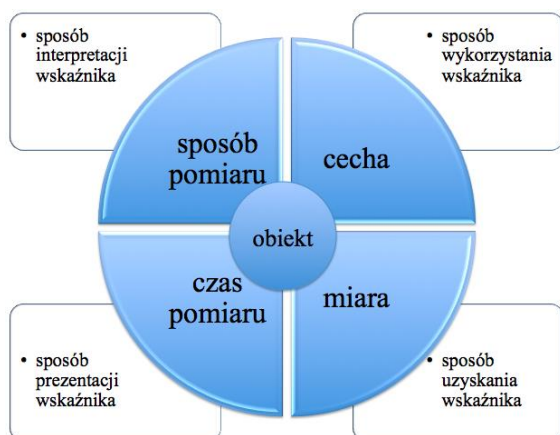 • sposób
interpretacji
wskaźnika
• sposób
wykorzystania
wskaźnika
sposób
pomiaru
cecha
obiekt
czas
pomiaru
miara
• sposób
prezentacji
wskaźnika
• sposób
uzyskania
wskaźnika